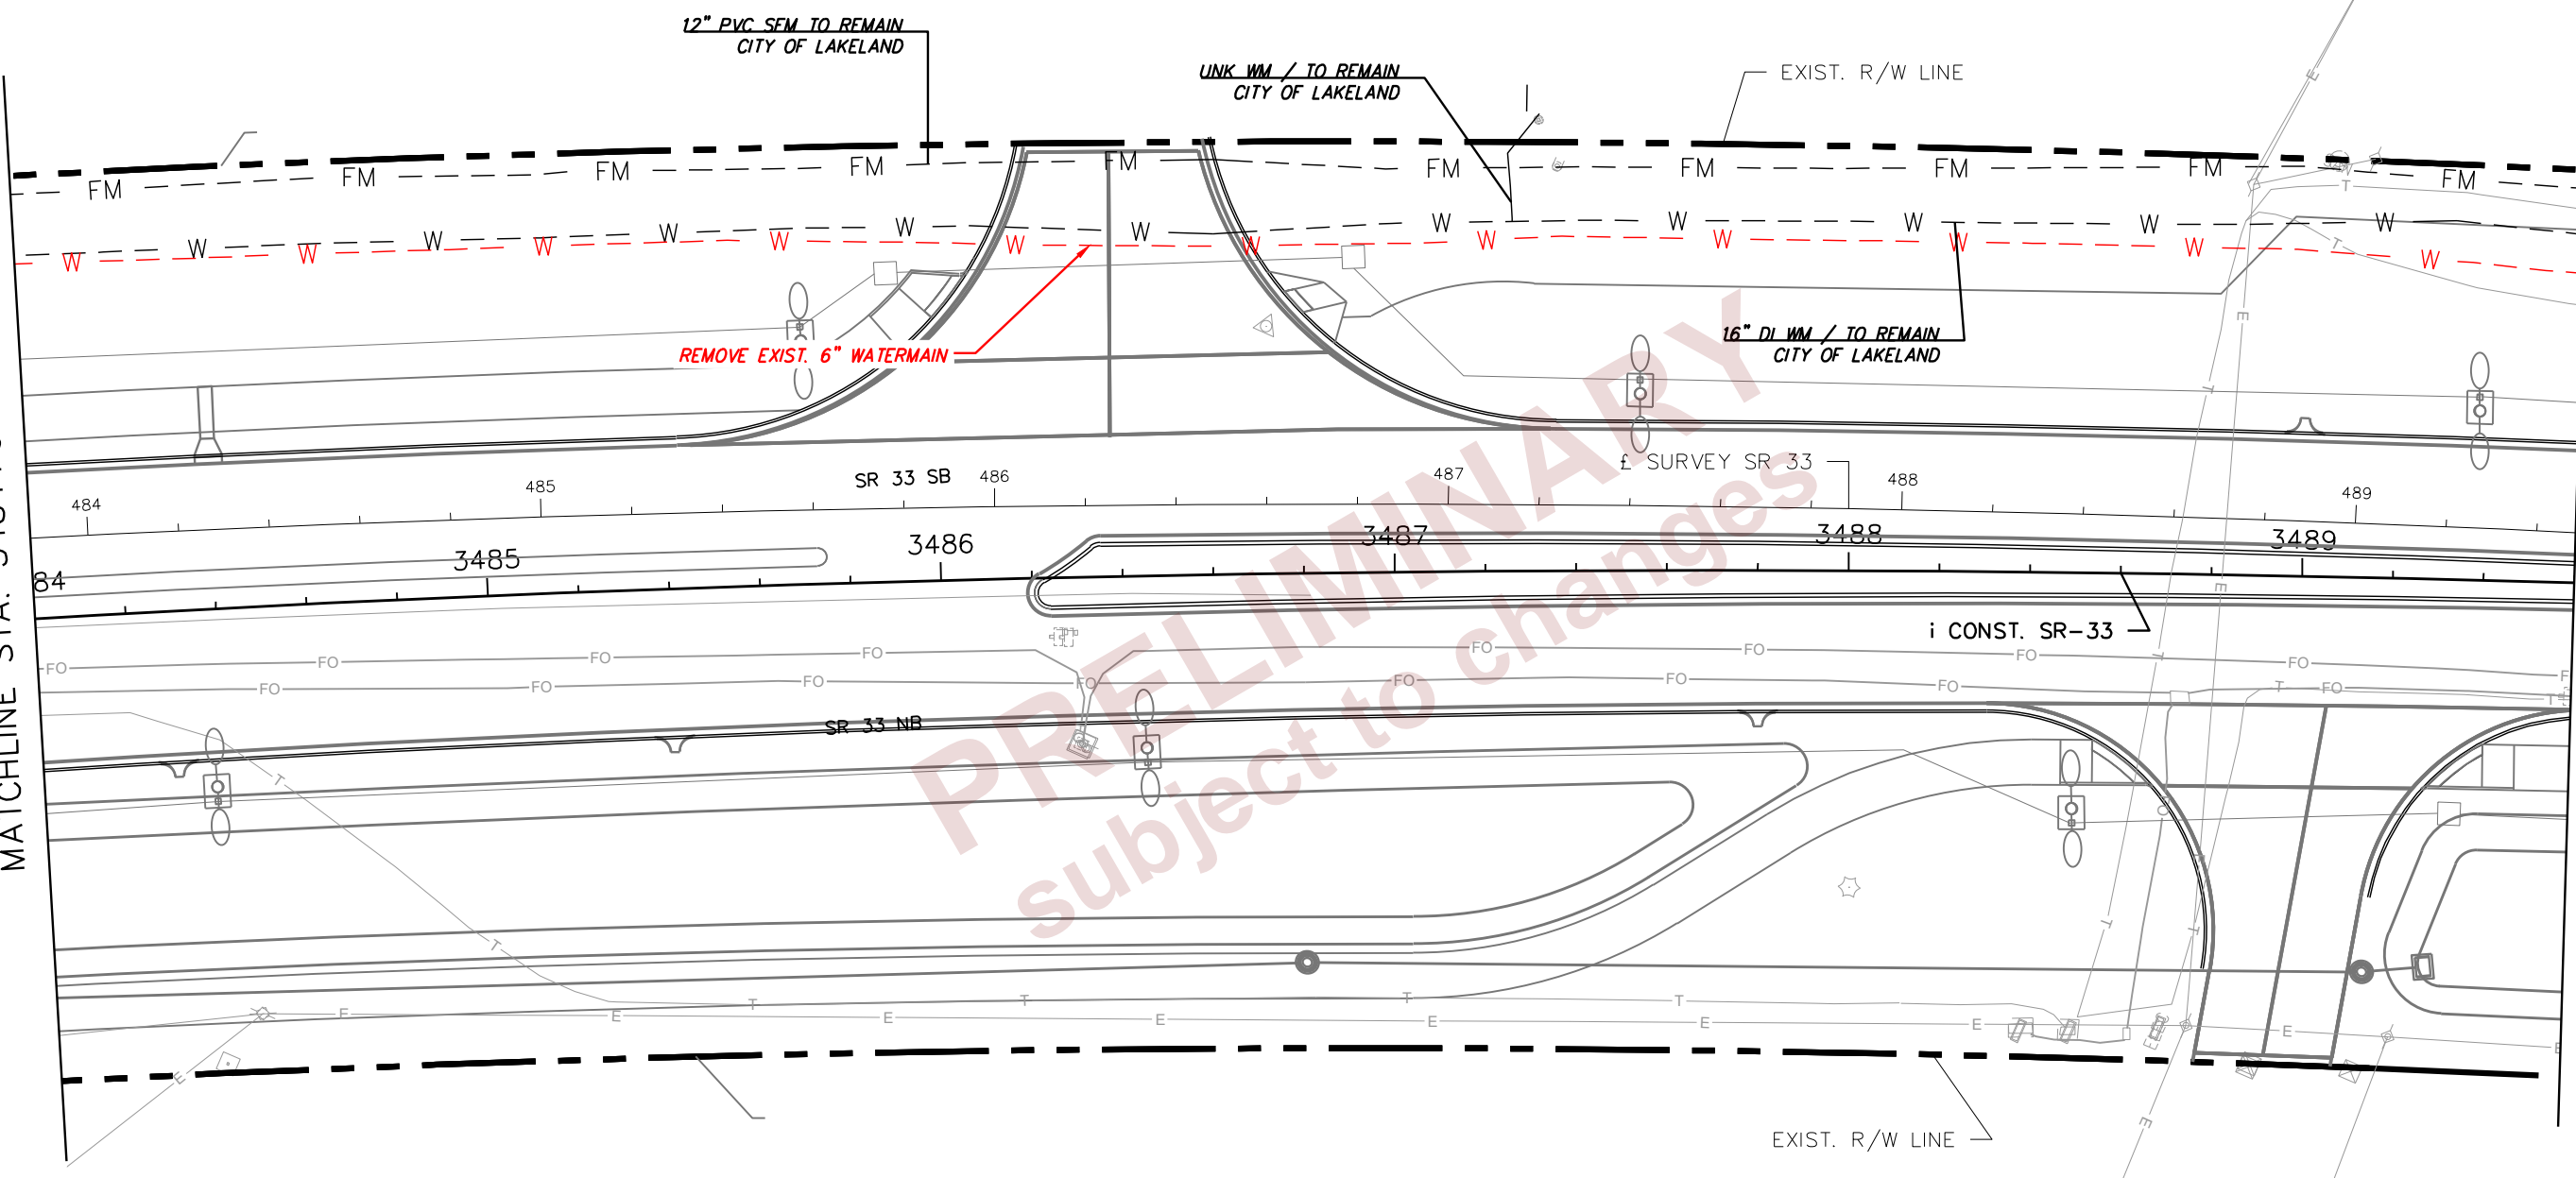 12" PVC SFM TO REMAIN
CITY OF LAKELAND
UNK WM / TO REMAIN
CITY OF LAKELAND
EXIST. R/W LINE
E
FM FM FM FM FM FM FM FM FM FM
T
W W W W W W W W W W
T
W W W W W W W W W W W
E
REMOVE EXIST. 6" WATERMAIN
16" DI WM / TO REMAIN
CITY OF LAKELAND
T
£ SURVEY SR 33
SR 33 SB
484 485 486 487 488 489
84 3485 3486 3487 3488 3489
E
i CONST. SR-33
PRELIMINARY
subject to changes
T
FO FO FO FO FO FO FO FO
FO FO FO FO FO FO FO FO FO
T T
SR 33 NB
MATCHLINE STA.
T
T
T T
T T T T
E E E E E E E E E
E
E
EXIST. R/W LINE